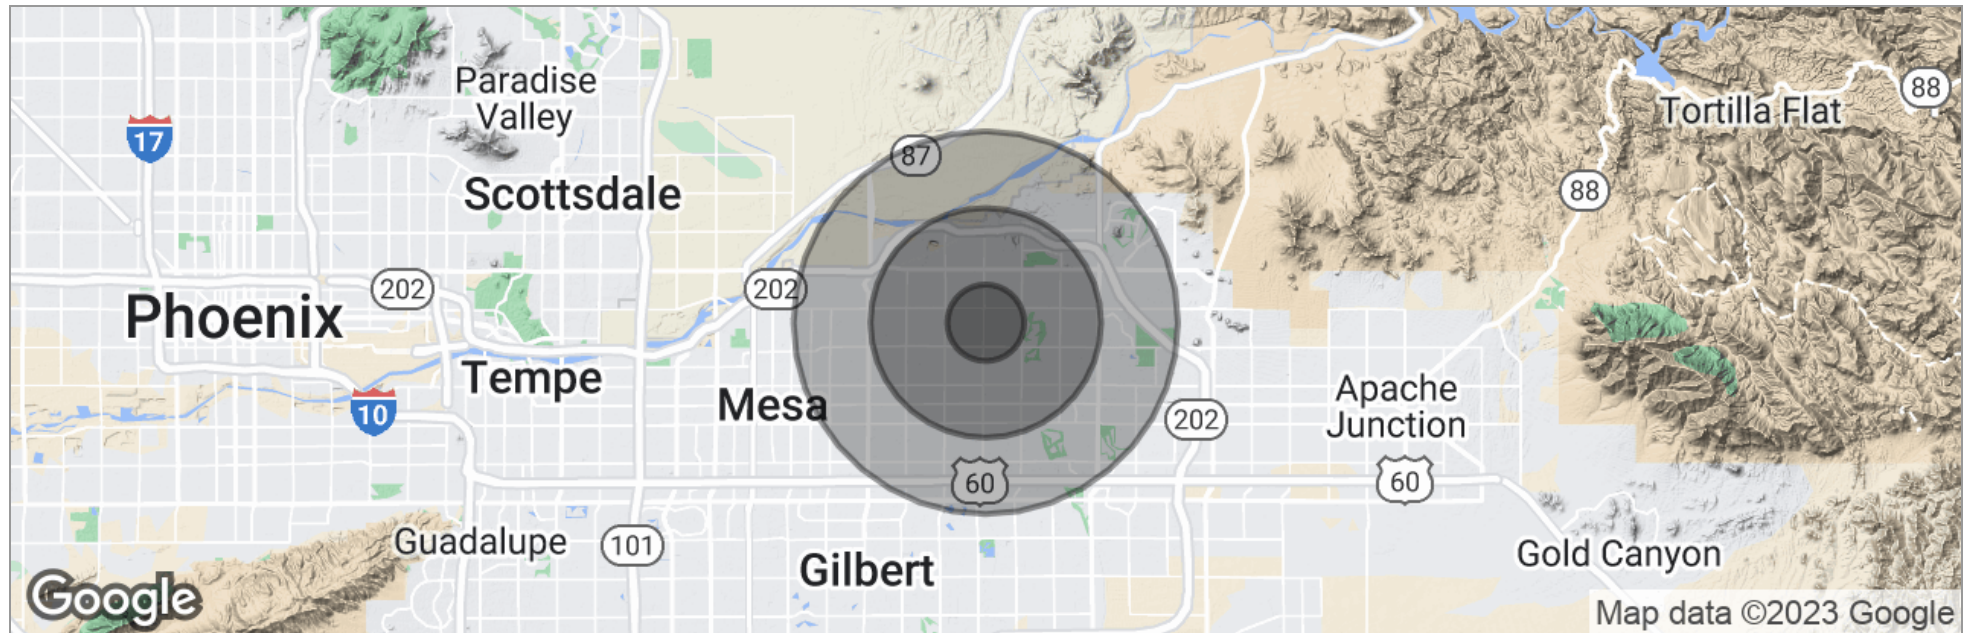 Paradise
Valley
88
Tortilla Flat
17
87
Scottsdale
88
202
202
Phoenix
Tempe
Mesa
Apache
Junction
10
202
60
60
Guadalupe
101
Gilbert
Gold Canyon
Google
Map data ©2023 Google